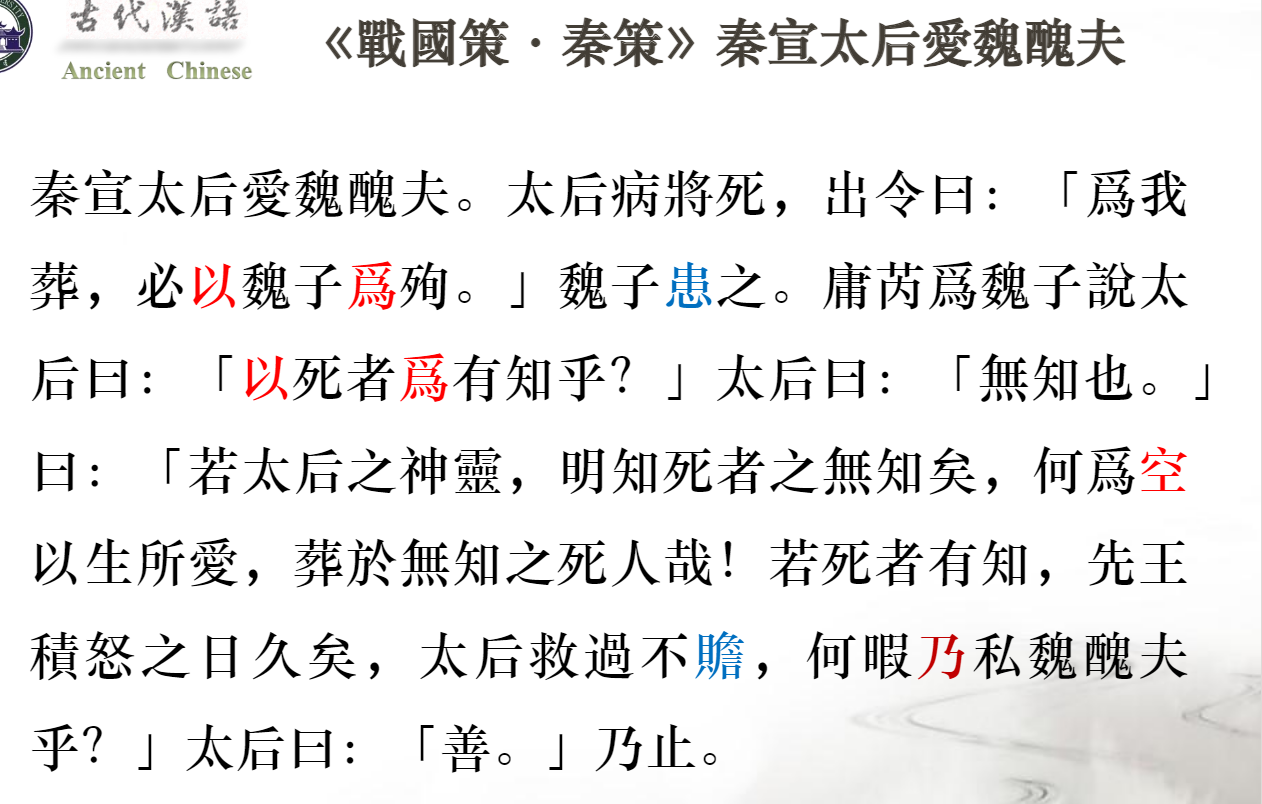 古代漢語
Ancient Chinese
《戰國策·秦策》秦宣太后愛魏醜夫
秦宣太后愛魏醜夫。太后病將死，出令曰：「爲我
葬，必以魏子爲殉。」魏子患之。庸芮爲魏子說太
后曰：「以死者爲有知乎？」太后曰：「無知也。」
曰：「若太后之神靈，明知死者之無知矣，何爲空
以生所愛，葬於無知之死人哉！若死者有知，先王
積怒之日久矣，太后救過不贍，何暇乃私魏醜夫
乎？」太后曰：「善。」乃止。